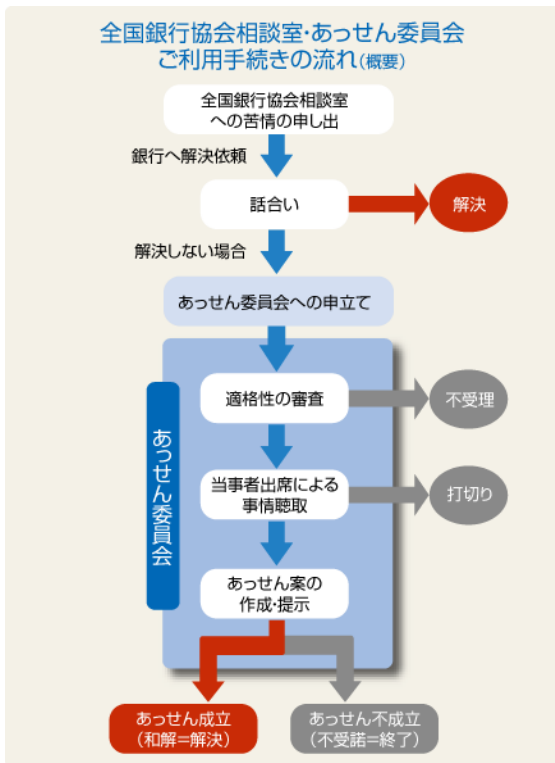 全国銀行協会相談室・あっせん委員会
ご利用手続きの流れ（概要）
全国銀行協会相談室
への苦情の申し出
銀行へ解決依頼
話合い
解決
解決しない場合
あっせん委員会への申立て
あっせん委員会
適格性の審査
不受理
当事者出席による
事情聴取
打切り
あっせん案の
作成・提示
あっせん成立
（和解＝解決）
あっせん不成立
（不受諾＝終了）